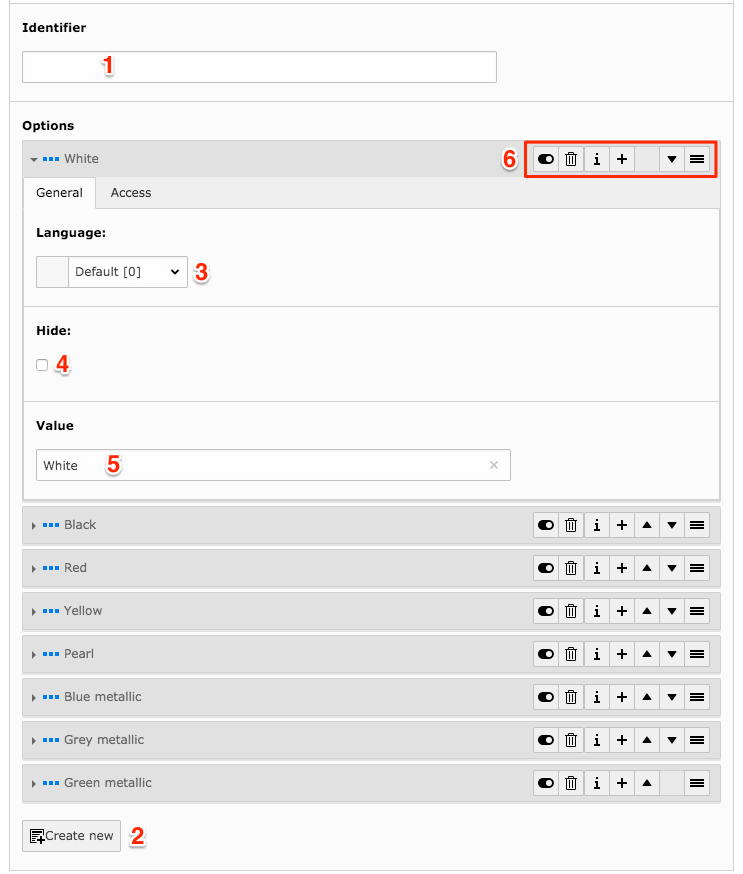 Identifier
1
Options
White
6
General Access
Language:
Default [0]
3
Hide:
4
Value
White
5
Black
Red
Yellow
Pearl
Blue metallic
Grey metallic
Green metallic
Create new
2